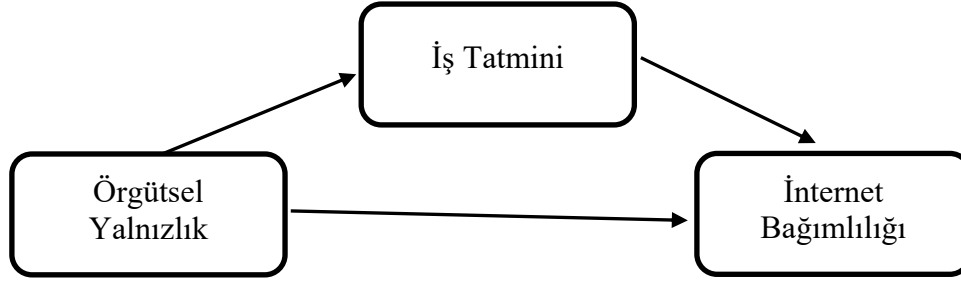 İş Tatmini
Örgütsel
Yalnızlık
İnternet
Bağımlılığı